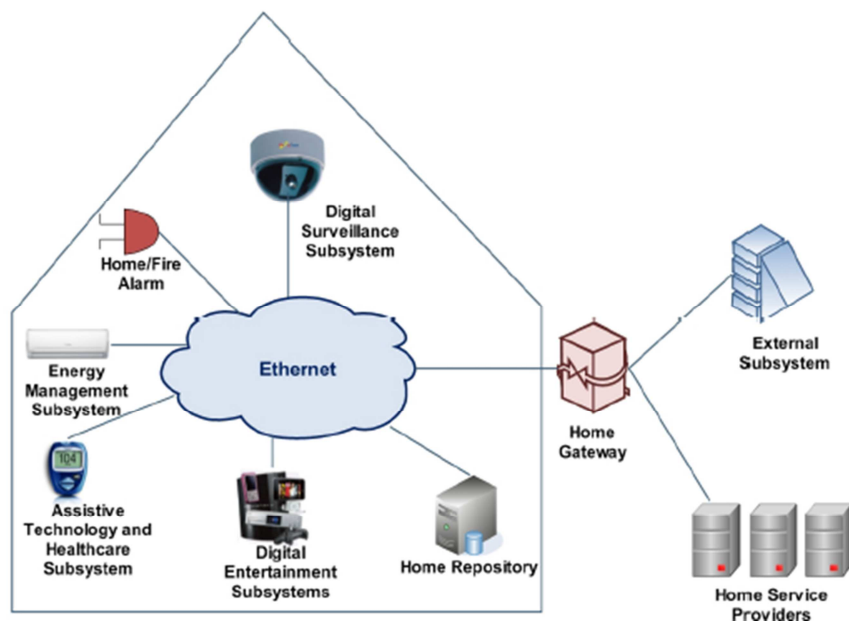 Digital
Surveillance
Subsystem
Home/Fire
Alarm
Energy
Management
Subsystem
Ethernet
Home
Gateway
External
Subsystem
104
Assistive
Technology and
Healthcare
Subsystem
Digital
Entertainment
Subsystems
Home Repository
Home Service
Providers